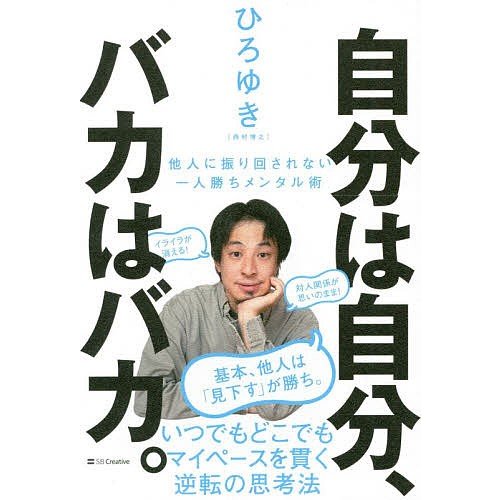 自分は自分、
バカはバカ。
ひろゆき
［西村博之］
他人に振り回されない
一人勝ちメンタル術
イライラが
消える！
対人関係が
思いのまま！
基本、他人は
「見下す」が勝ち。
いつでもどこでも
マイペースを貫く
逆転の思考法
SB Creative